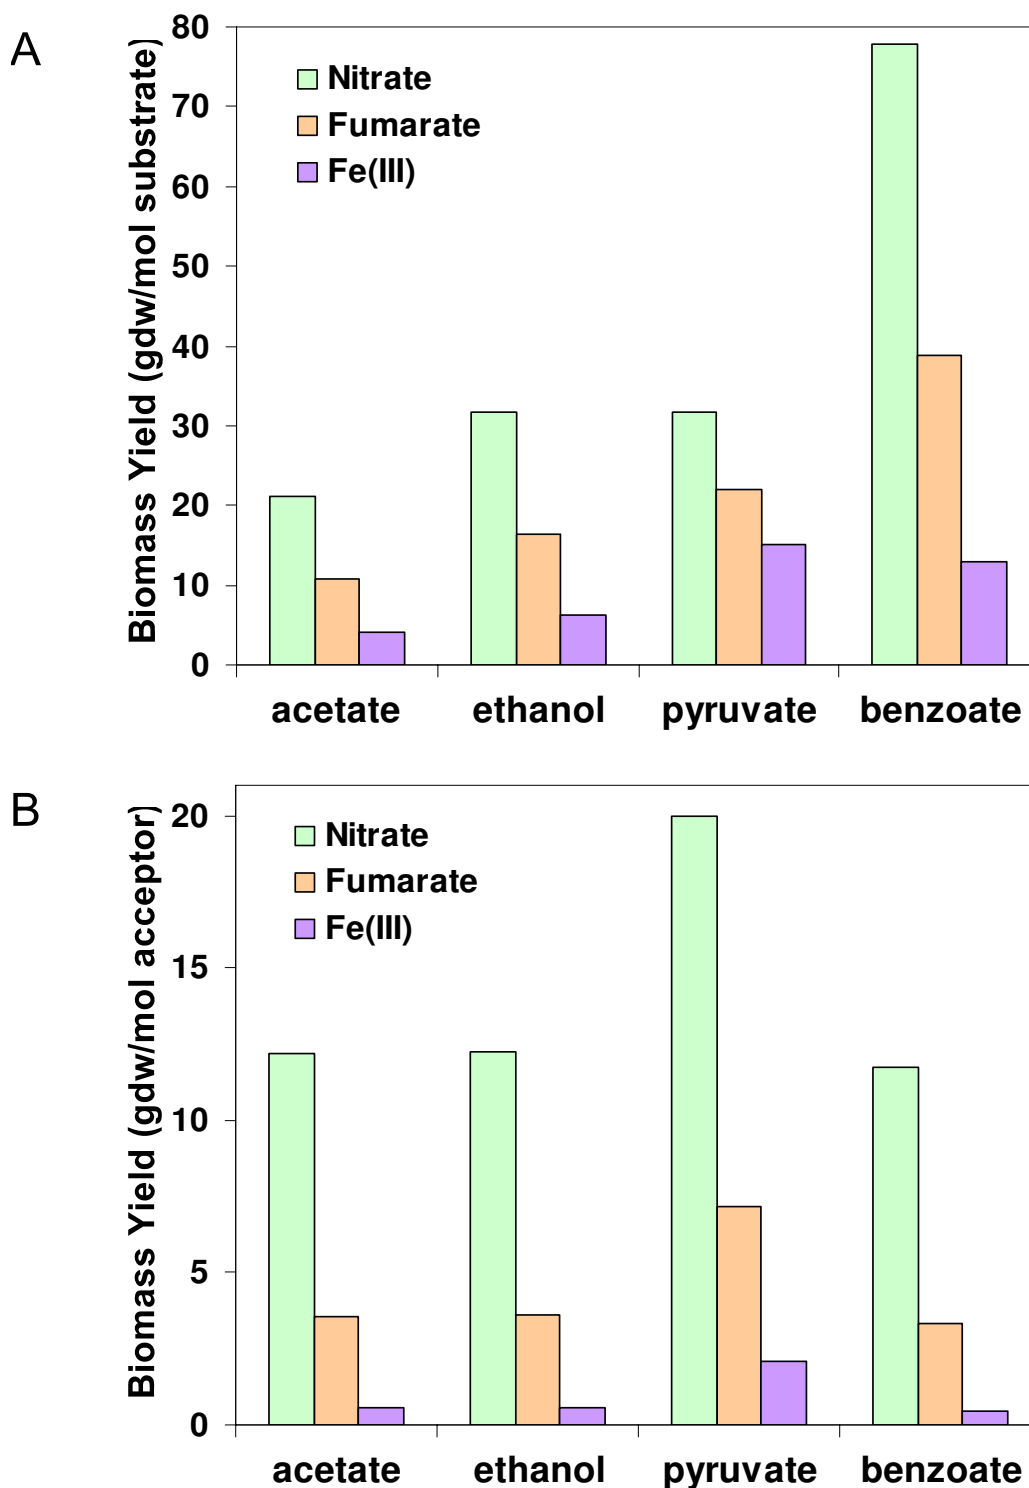 A
Biomass Yield (gdw/mol substrate)
80
70
60
50
40
30
20
10
0
Nitrate
Fumarate
Fe(III)
acetate ethanol pyruvate benzoate
B
Biomass Yield (gdw/mol acceptor)
20
15
10
5
0
Nitrate
Fumarate
Fe(III)
acetate ethanol pyruvate benzoate